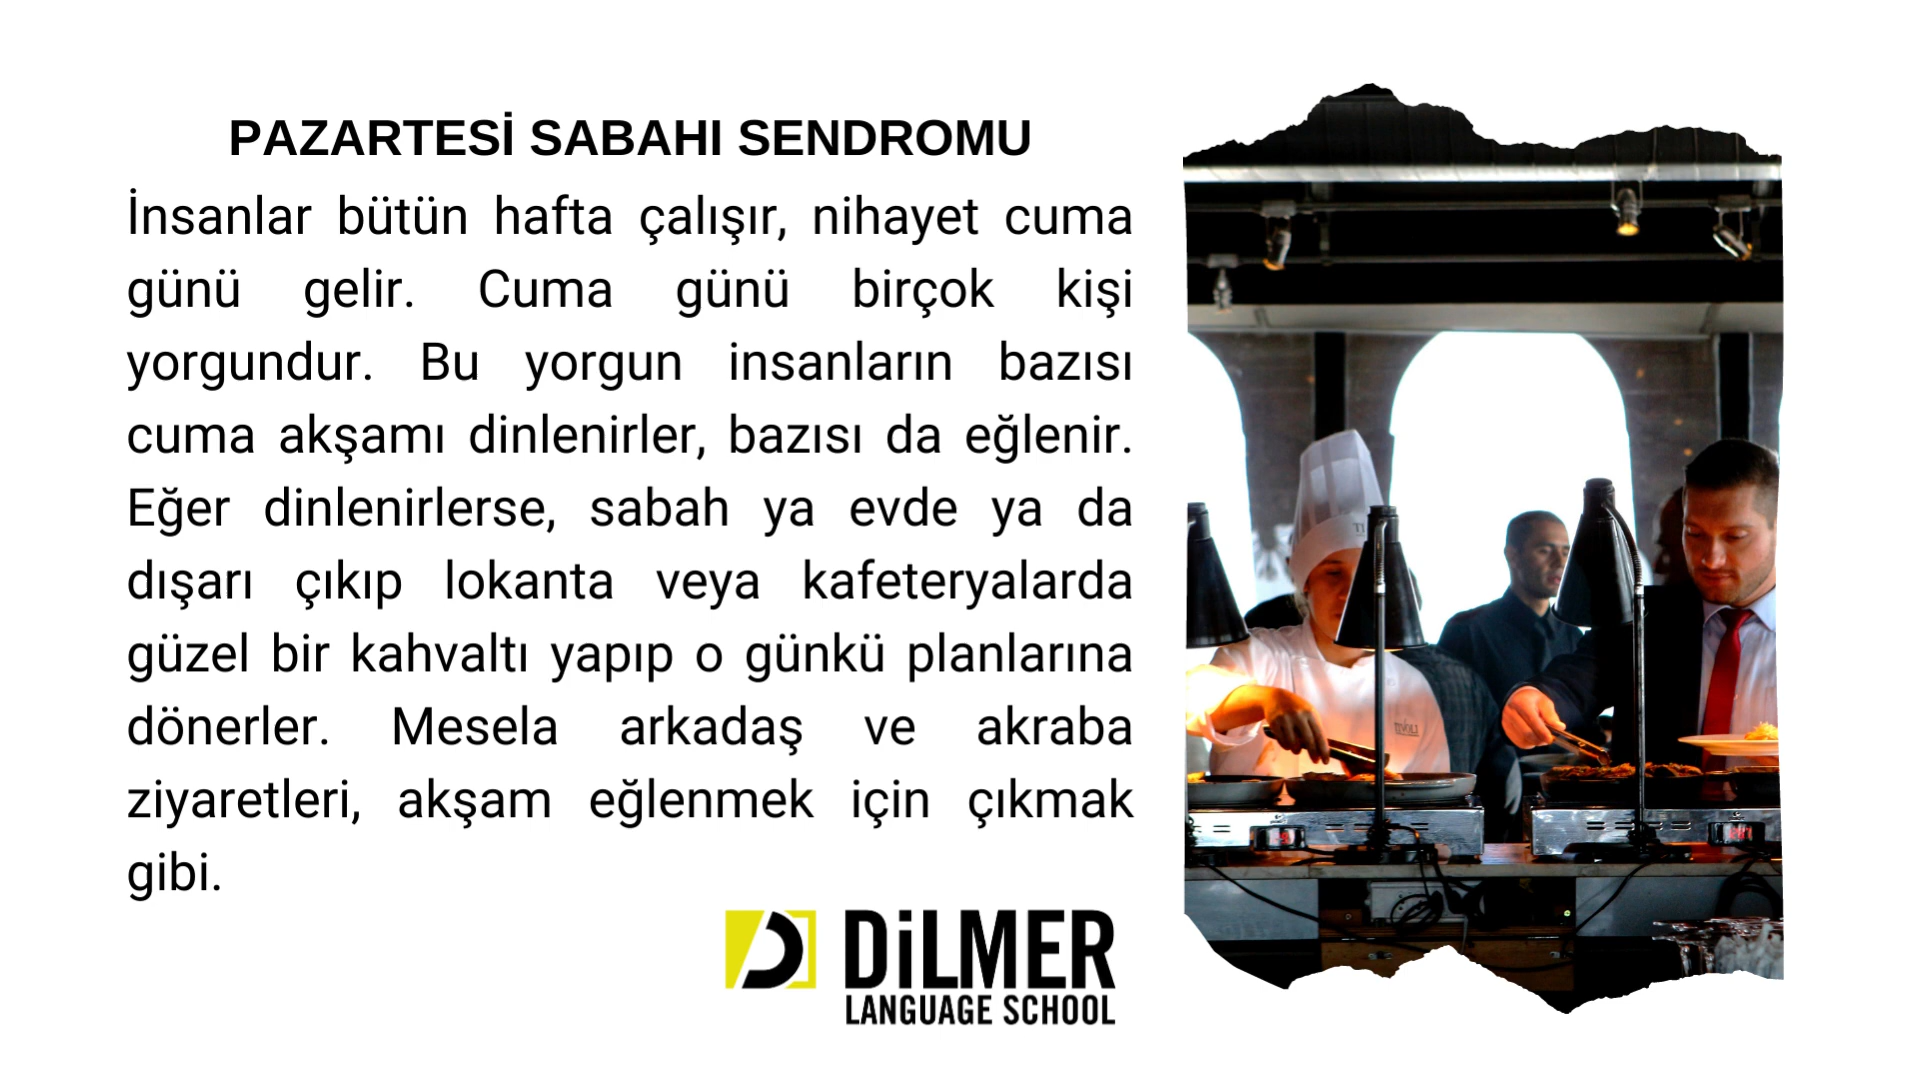 PAZARTESİ SABAHI SENDROMU
İnsanlar bütün hafta çalışır, nihayet cuma
günü gelir. Cuma günü birçok kişi
yorgundur. Bu yorgun insanların bazısı
cuma akşamı dinlenirler, bazısı da eğlenir.
Eğer dinlenirlerse, sabah ya evde ya da
dışarı çıkıp lokanta veya kafeteryalarda
güzel bir kahvaltı yapıp o günkü planlarına
dönerler. Mesela arkadaş ve akraba
ziyaretleri, akşam eğlenmek için çıkmak
gibi.
DiLMER
LANGUAGE SCHOOL